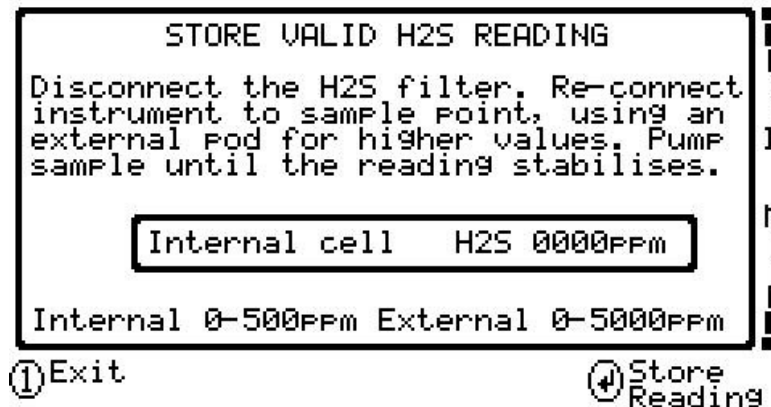 STORE VALID H2S READING
Disconnect the H2S filter. Re-connect
instrument to sample point, using an
external pod for higher values. Pump
sample until the reading stabilises.
Internal cell H2S 0000ppm
Internal 0-500ppm External 0-5000ppm
1 Exit
Store
Reading